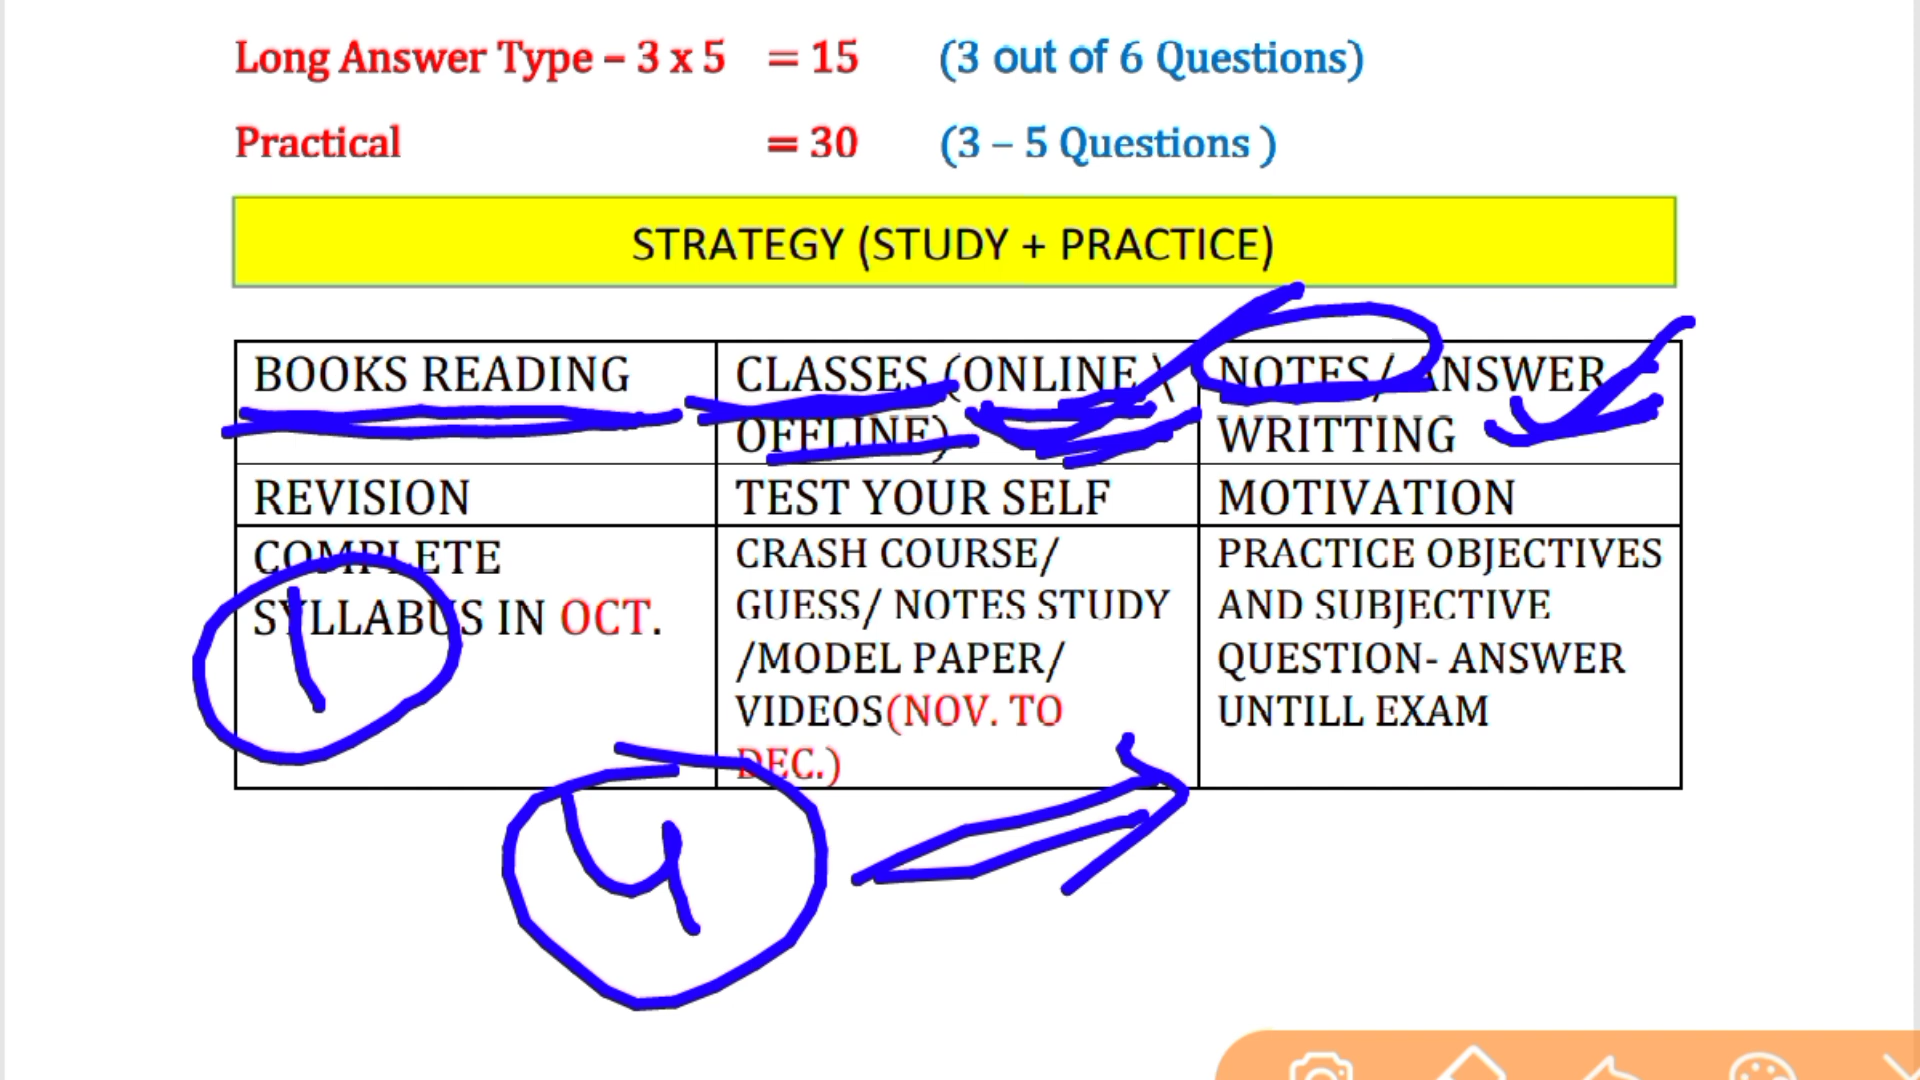 Long Answer Type – 3 x 5 = 15 (3 out of 6 Questions)
Practical = 30 (3 – 5 Questions )
STRATEGY (STUDY + PRACTICE)
BOOKS READING
CLASSES (ONLINE \
OFFLINE)
NOTES/ ANSWER
WRITTING
REVISION
TEST YOUR SELF
MOTIVATION
COMPLETE
SYLLABUS IN OCT.
CRASH COURSE/
GUESS/ NOTES STUDY
/MODEL PAPER/
VIDEOS(NOV. TO
DEC.)
PRACTICE OBJECTIVES
AND SUBJECTIVE
QUESTION- ANSWER
UNTILL EXAM
1
4